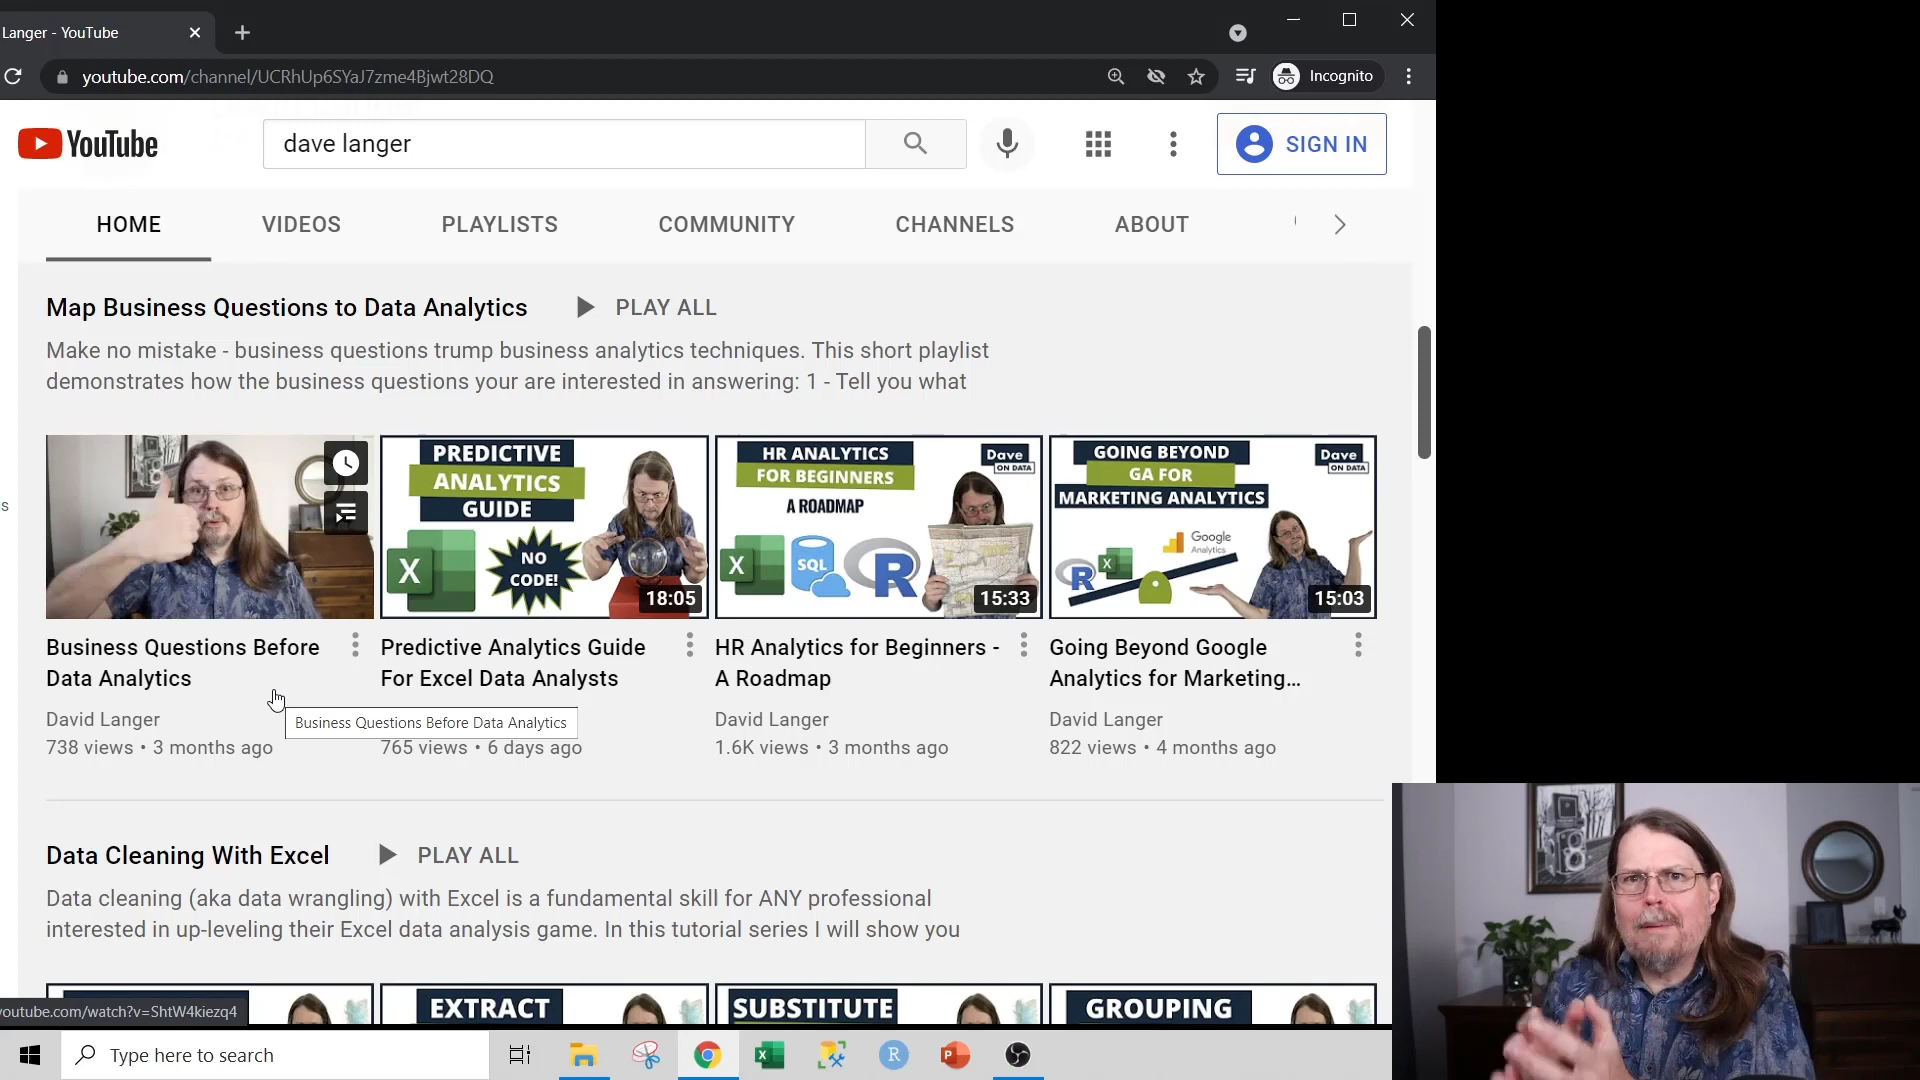 Langer - YouTube
youtube.com/channel/UCRhUp6SYaJ7zme4Bjwt28DQ
Incognito
YouTube
dave langer
SIGN IN
HOME
VIDEOS
PLAYLISTS
COMMUNITY
CHANNELS
ABOUT
Map Business Questions to Data Analytics
PLAY ALL
Make no mistake - business questions trump business analytics techniques. This short playlist
demonstrates how the business questions your are interested in answering: 1 - Tell you what
s
PREDICTIVE
ANALYTICS
GUIDE
X
NO
CODE!
18:05
HR ANALYTICS
FOR BEGINNERS
A ROADMAP
Dave
ON DATA
X
SQL
R
15:33
GOING BEYOND
GA FOR
MARKETING ANALYTICS
Dave
ON DATA
Google
Analytics
R
X
15:03
Business Questions Before
Data Analytics
David Langer
738 views • 3 months ago
Business Questions Before Data Analytics
Predictive Analytics Guide
For Excel Data Analysts
765 views • 6 days ago
HR Analytics for Beginners -
A Roadmap
David Langer
1.6K views • 3 months ago
Going Beyond Google
Analytics for Marketing...
David Langer
822 views • 4 months ago
Data Cleaning With Excel
PLAY ALL
Data cleaning (aka data wrangling) with Excel is a fundamental skill for ANY professional
interested in up-leveling their Excel data analysis game. In this tutorial series I will show you
EXTRACT
SUBSTITUTE
GROUPING
youtube.com/watch?v=ShtW4kiezq4
Type here to search
X
R
P